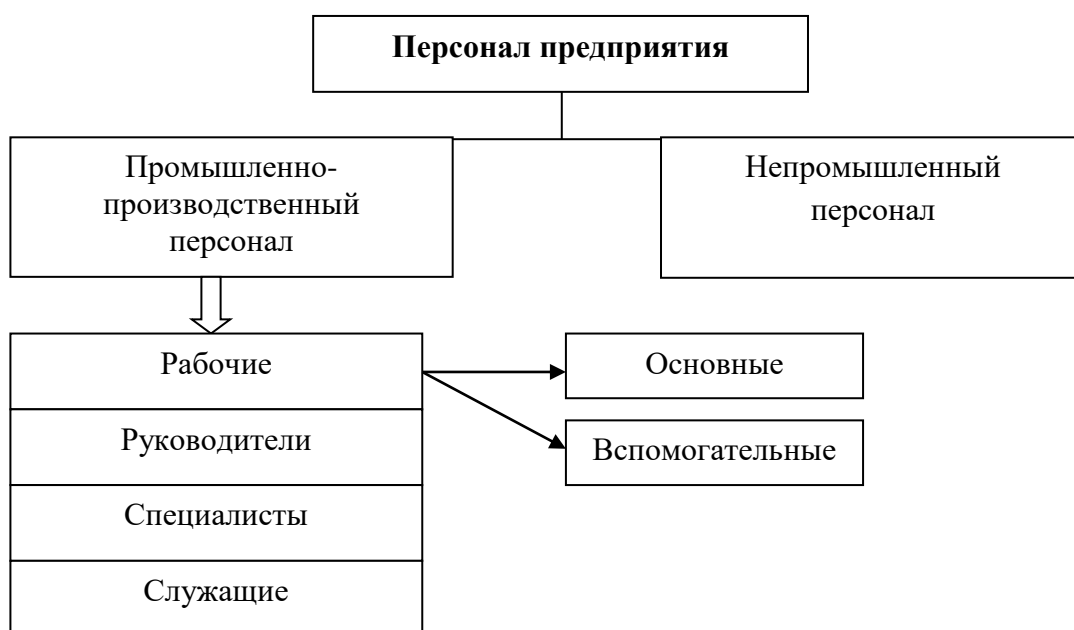 Персонал предприятия
Промышленно-
производственный
персонал
Непромышленный
персонал
Рабочие
Основные
Руководители
Вспомогательные
Специалисты
Служащие